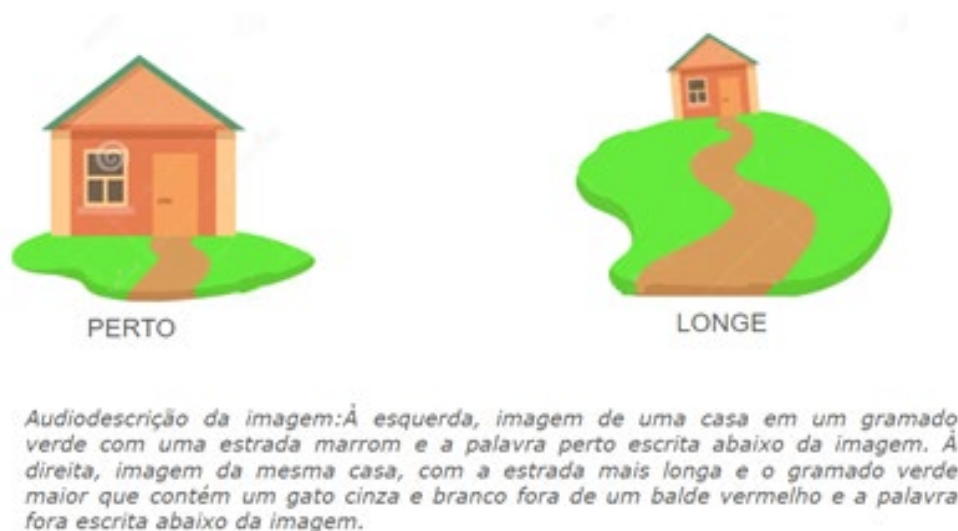 PERTO
LONGE
Audiodescrição da imagem:À esquerda, imagem de uma casa em um gramado
verde com uma estrada marrom e a palavra perto escrita abaixo da imagem. À
direita, imagem da mesma casa, com a estrada mais longa e o gramado verde
maior que contém um gato cinza e branco fora de um balde vermelho e a palavra
fora escrita abaixo da imagem.